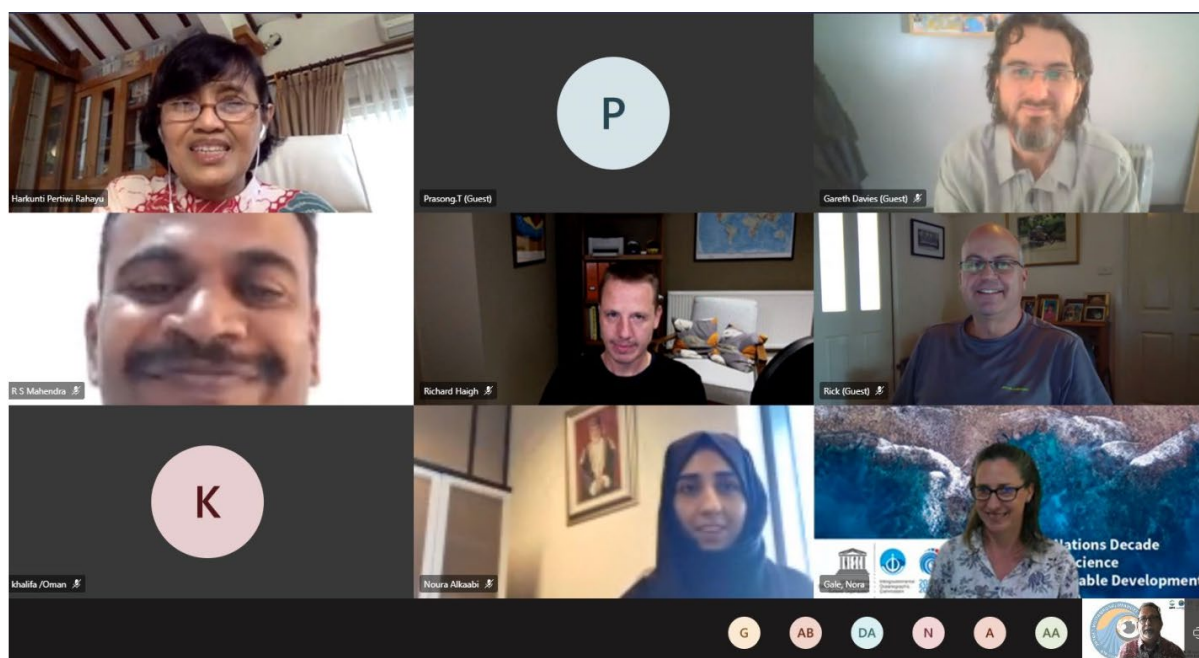 P
Harkunti Pertiwi Rahayu
Prasong.T (Guest)
Gareth Davies (Guest)
R S Mahendra
Richard Haigh
Rick (Guest)
K
Nations Decade
cience
able Development
khalifa /Oman
Noura Alkaabi
Gale, Nora
G
AB
DA
N
A
AA